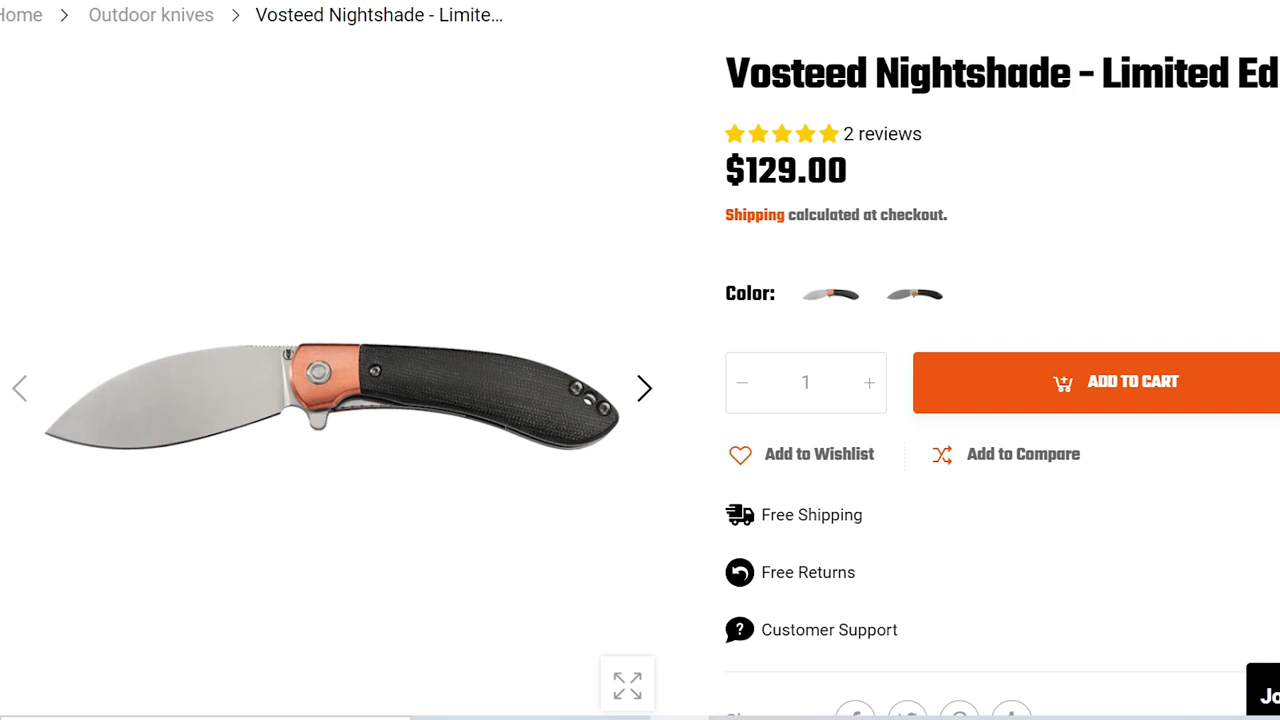 Home > Outdoor knives > Vosteed Nightshade - Limite...
Vosteed Nightshade - Limited Ed
2 reviews
$129.00
Shipping calculated at checkout.
Color:
1
ADD TO CART
Add to Wishlist
Add to Compare
Free Shipping
Free Returns
Customer Support
Jo